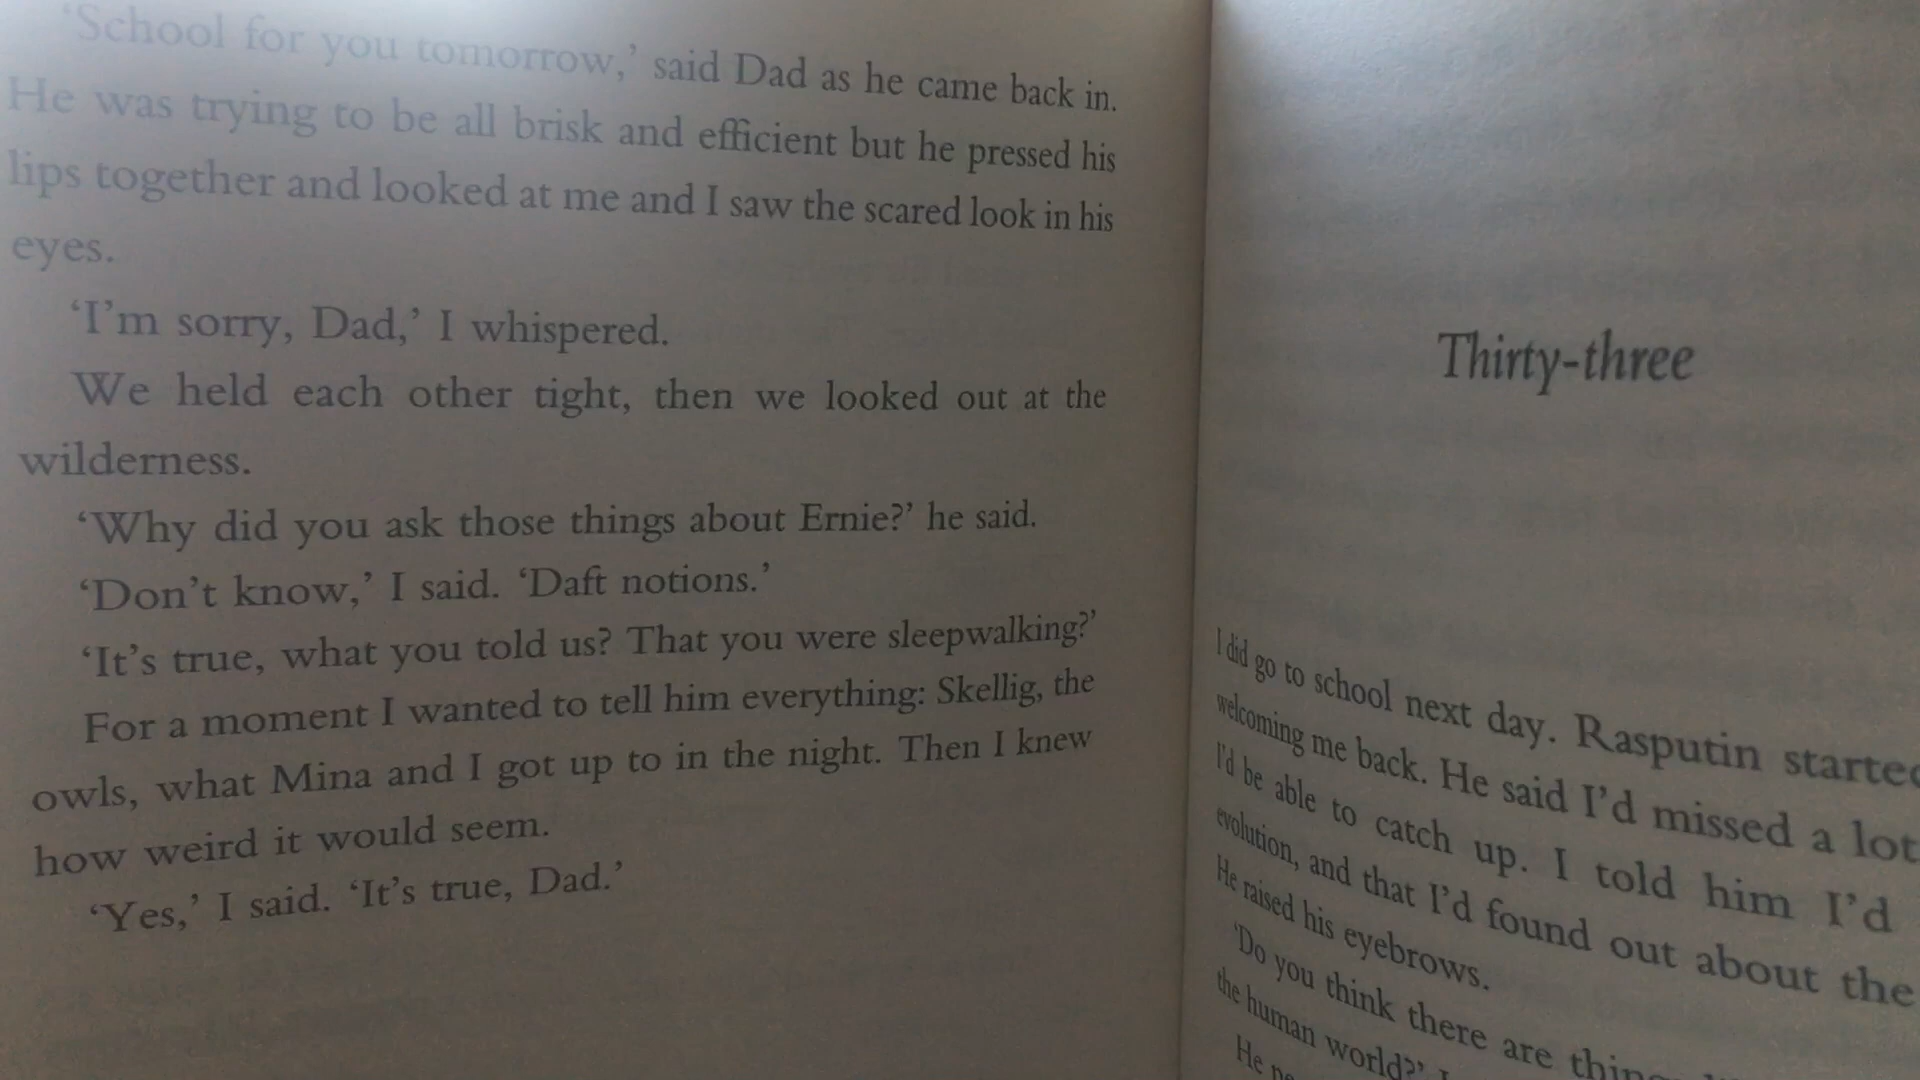 ‘School for you tomorrow,’ said Dad as he came back in.
He was trying to be all brisk and efficient but he pressed his
lips together and looked at me and I saw the scared look in his
eyes.
‘I’m sorry, Dad,’ I whispered.
We held each other tight, then we looked out at the
wilderness.
‘Why did you ask those things about Ernie?’ he said.
‘Don’t know,’ I said. ‘Daft notions.’
‘It’s true, what you told us? That you were sleepwalking?’
For a moment I wanted to tell him everything: Skellig, the
owls, what Mina and I got up to in the night. Then I knew
how weird it would seem.
‘Yes,’ I said. ‘It’s true, Dad.’
Thirty-three
I did go to school next day. Rasputin started
welcoming me back. He said I’d missed a lot
I’d be able to catch up. I told him I’d
evolution, and that I’d found out about the
He raised his eyebrows.
‘Do you think there are
the human world?’
He